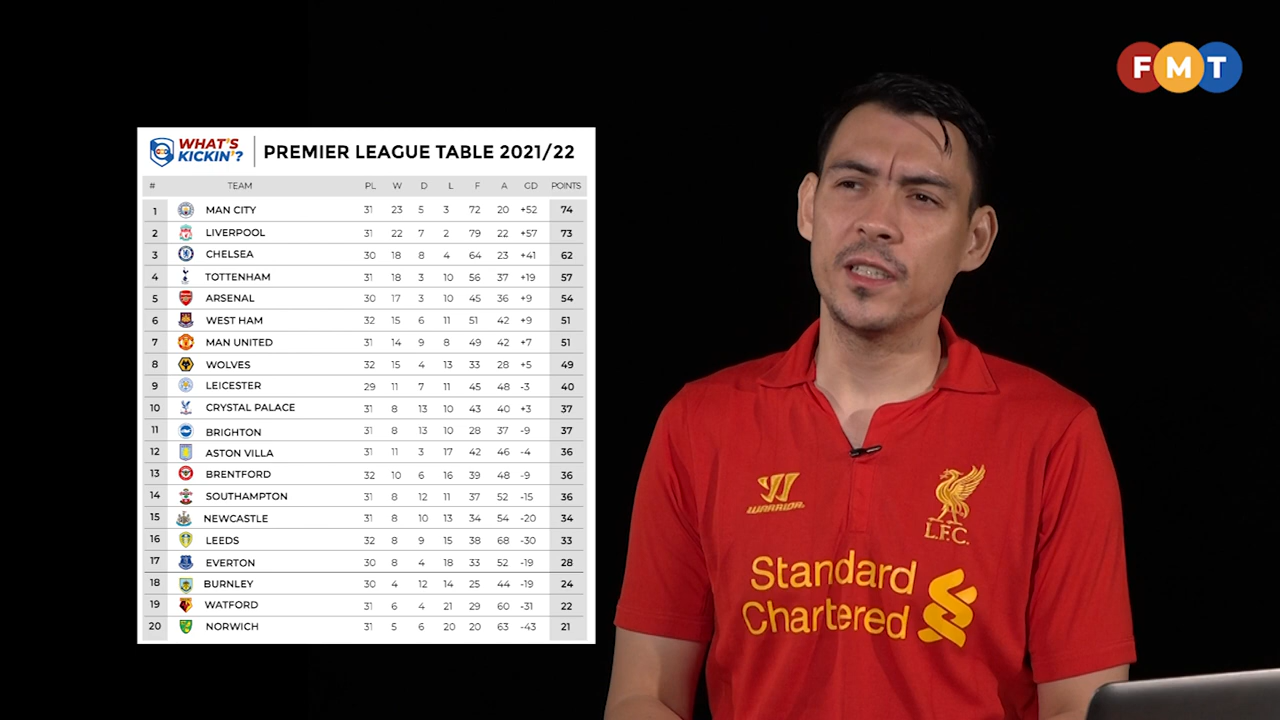 FMT
WHAT'S KICKIN'? PREMIER LEAGUE TABLE 2021/22
# TEAM PL W D L F A GD POINTS
1 MAN CITY 31 23 5 3 72 20 +52 74
2 LIVERPOOL 31 22 7 2 79 22 +57 73
3 CHELSEA 30 18 8 4 64 23 +41 62
4 TOTTENHAM 31 18 3 10 56 37 +19 57
5 ARSENAL 30 17 3 10 45 36 +9 54
6 WEST HAM 32 15 6 11 51 42 +9 51
7 MAN UNITED 31 14 9 8 49 42 +7 51
8 WOLVES 32 15 4 13 33 28 +5 49
9 LEICESTER 29 11 7 11 45 48 -3 40
10 CRYSTAL PALACE 31 8 13 10 43 40 +3 37
11 BRIGHTON 31 8 13 10 28 37 -9 37
12 ASTON VILLA 31 11 3 17 42 46 -4 36
13 BRENTFORD 32 10 6 16 39 48 -9 36
14 SOUTHAMPTON 31 8 12 11 37 52 -15 36
15 NEWCASTLE 31 8 10 13 34 54 -20 34
16 LEEDS 32 8 9 15 38 68 -30 33
17 EVERTON 30 8 4 18 33 52 -19 28
18 BURNLEY 30 4 12 14 25 44 -19 24
19 WATFORD 31 6 4 21 29 60 -31 22
20 NORWICH 31 5 6 20 20 63 -43 21
WARRIOR
L.F.C.
Standard
Chartered